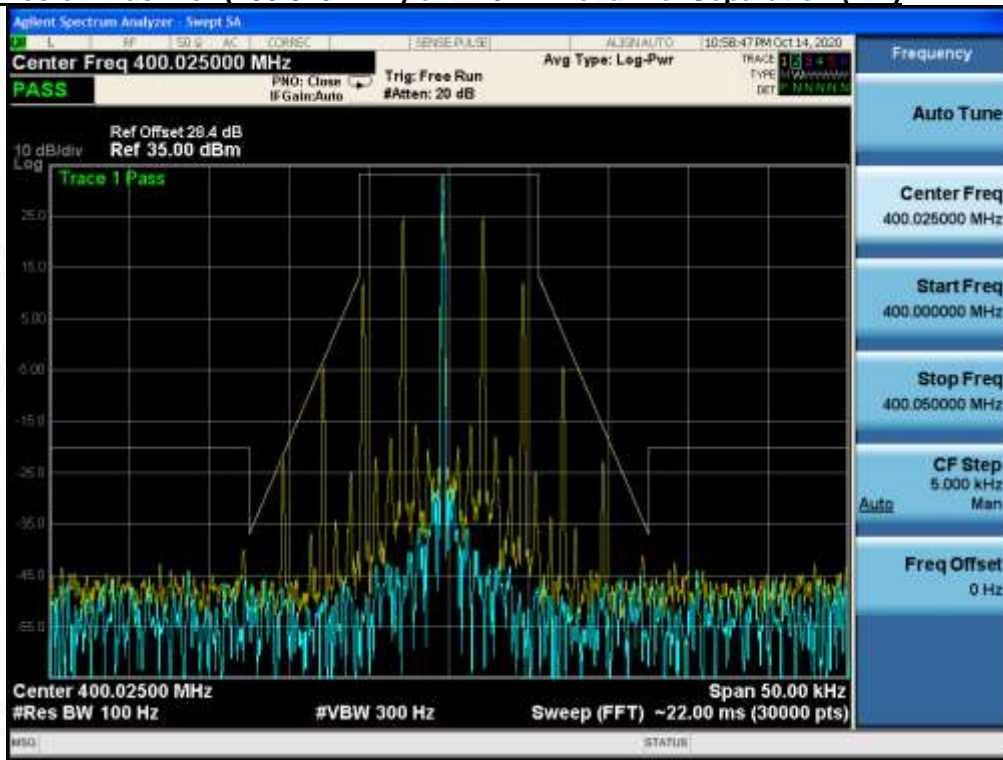 Agilent Spectrum Analyzer - Swept SA
L RF 50 Ω AC CORREC SENSE:PULSE ALIGN AUTO 10:58:47 PM Oct 14, 2020
Center Freq 400.025000 MHz
PASS
PNO: Close
IFGain:Auto
Trig: Free Run
#Atten: 20 dB
Avg Type: Log-Pwr
TRACE 1 2 3 4 5 6
TYPE
DET P N N N N N
Ref Offset 28.4 dB
10 dB/div Ref 35.00 dBm
Log
Trace 1 Pass
25.0
15.0
5.00
-5.00
-15.0
-25.0
-35.0
-45.0
-55.0
Center 400.02500 MHz Span 50.00 kHz
#Res BW 100 Hz #VBW 300 Hz Sweep (FFT) ~22.00 ms (30000 pts)
MSG STATUS
Frequency
Auto Tune
Center Freq
400.025000 MHz
Start Freq
400.000000 MHz
Stop Freq
400.050000 MHz
CF Step
5.000 kHz
Auto Man
Freq Offset
0 Hz